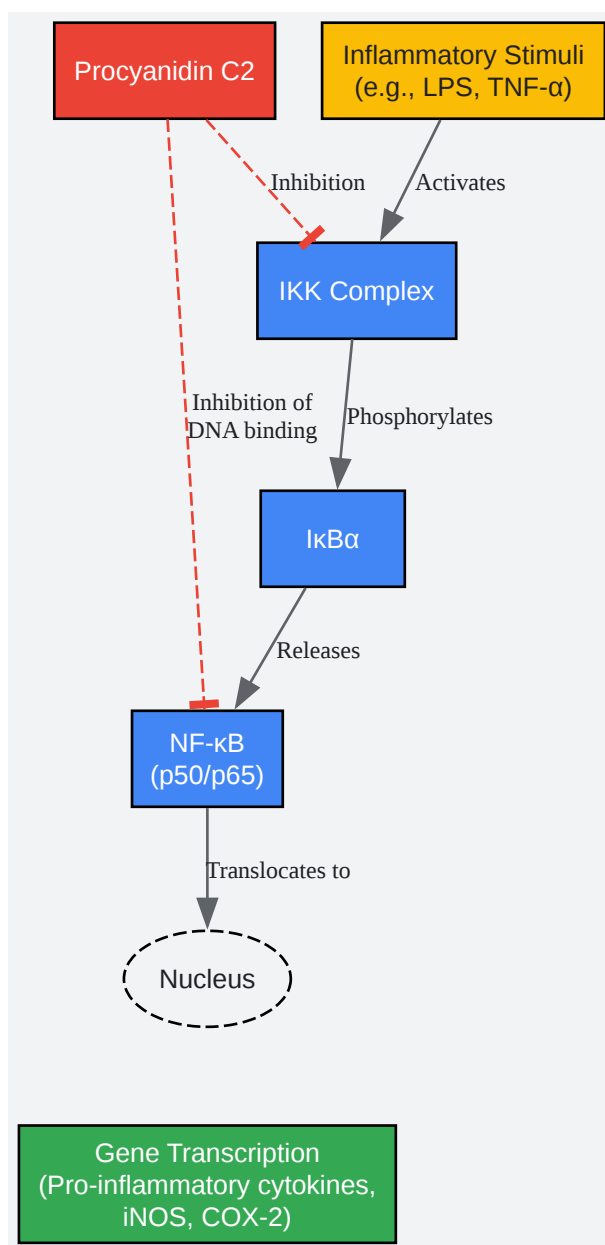 Procyanidin C2
Inflammatory Stimuli
(e.g., LPS, TNF-α)
Inhibition
Activates
IKK Complex
Inhibition of
DNA binding
Phosphorylates
IκBα
Releases
NF-κB
(p50/p65)
Translocates to
Nucleus
Gene Transcription
(Pro-inflammatory cytokines,
iNOS, COX-2)